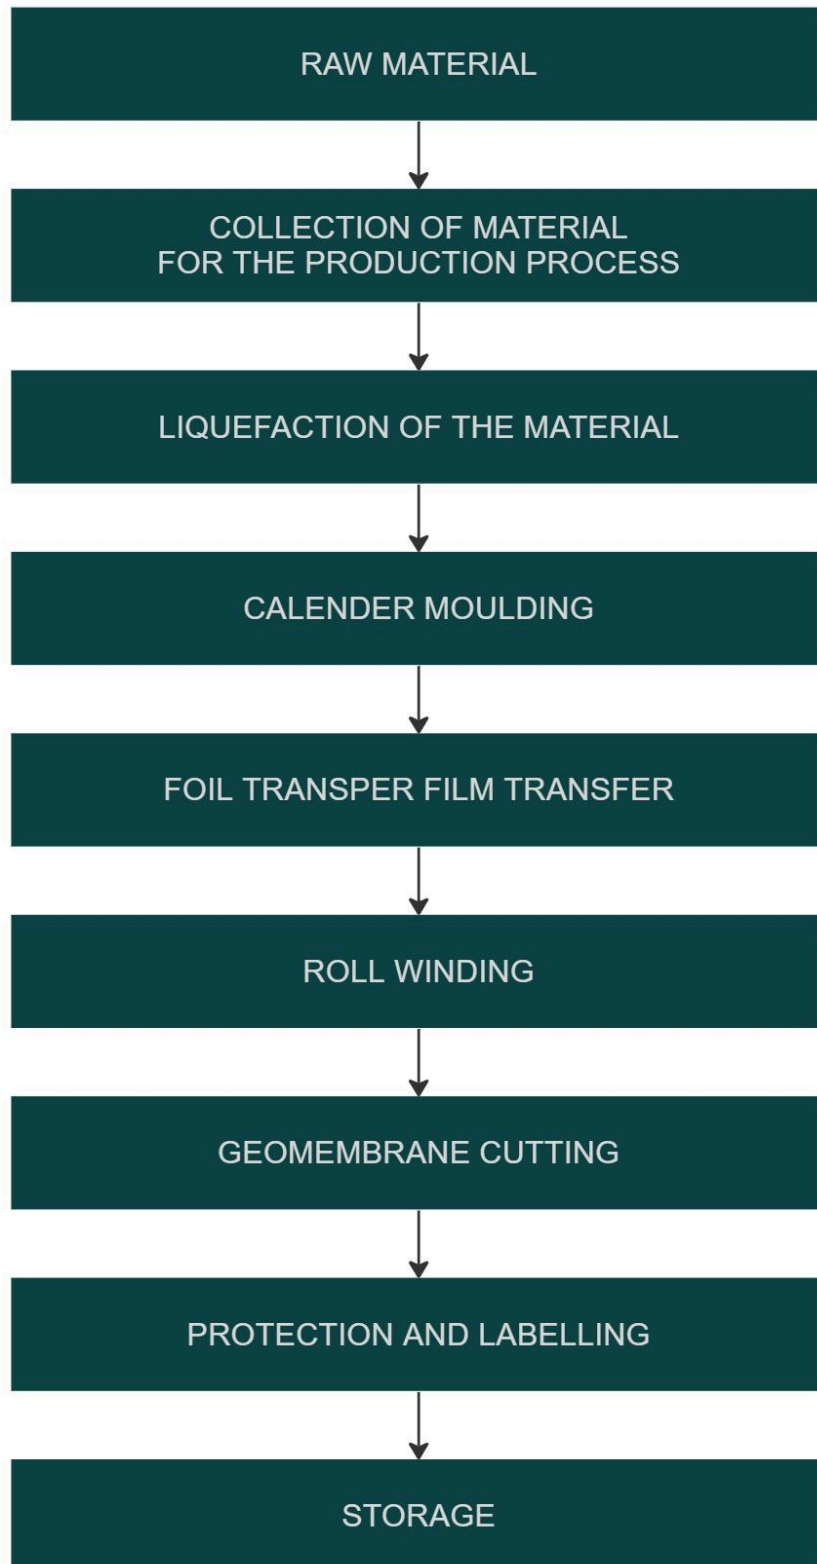 RAW MATERIAL
COLLECTION OF MATERIAL
FOR THE PRODUCTION PROCESS
LIQUEFACTION OF THE MATERIAL
CALENDER MOULDING
FOIL TRANSPER FILM TRANSFER
ROLL WINDING
GEOMEMBRANE CUTTING
PROTECTION AND LABELLING
STORAGE